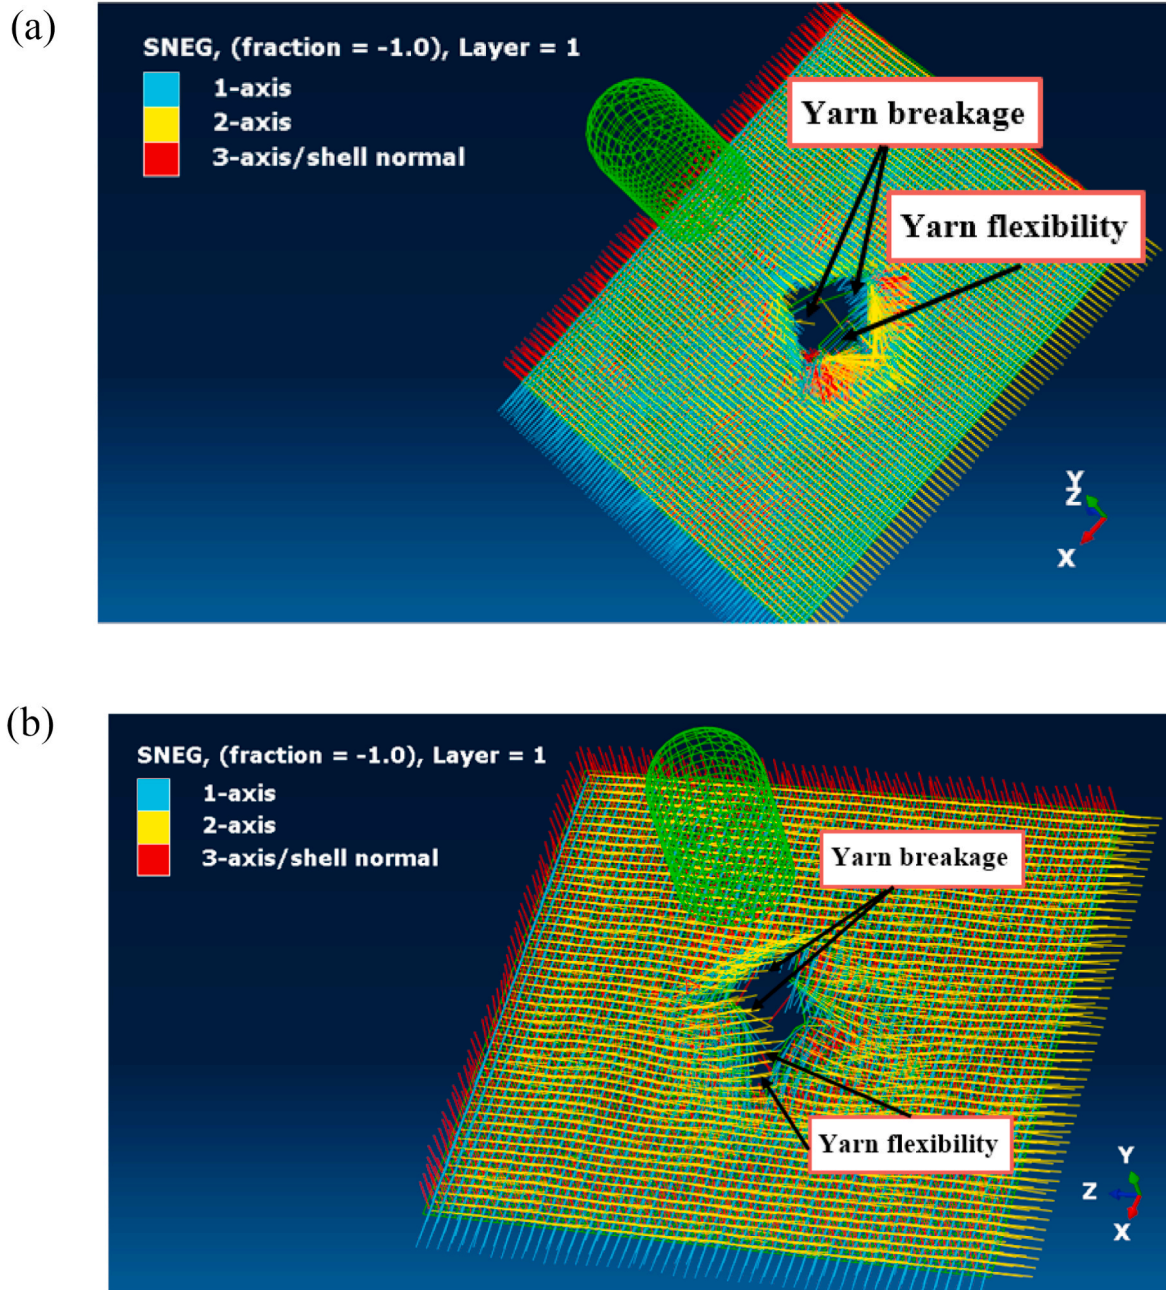 (a)
SNEG, (fraction = -1.0), Layer = 1
1-axis
2-axis
3-axis/shell normal
Yarn breakage
Yarn flexibility
Y
Z
X
(b)
SNEG, (fraction = -1.0), Layer = 1
1-axis
2-axis
3-axis/shell normal
Yarn breakage
Yarn flexibility
Y
Z
X